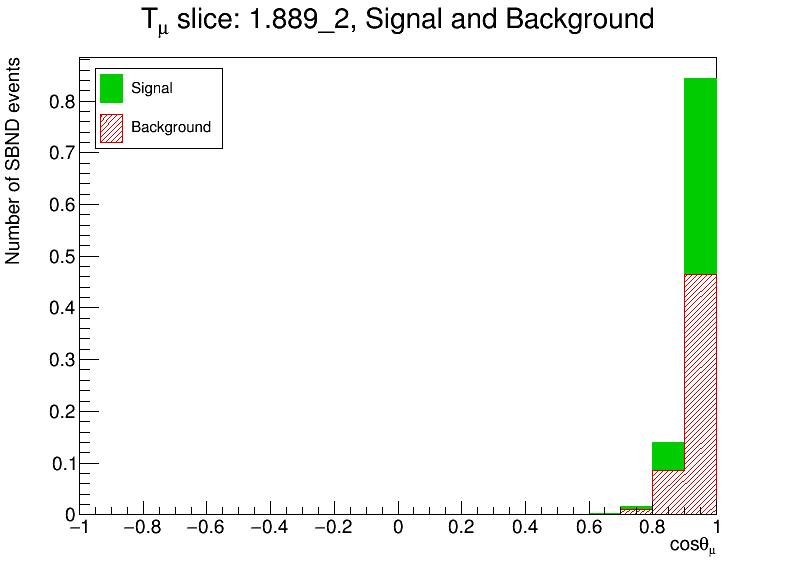 Tμ slice: 1.889_2, Signal and Background
Number of SBND events
Signal
Background
0.8
0.7
0.6
0.5
0.4
0.3
0.2
0.1
0
−1 −0.8 −0.6 −0.4 −0.2 0 0.2 0.4 0.6 0.8 1
cosθμ